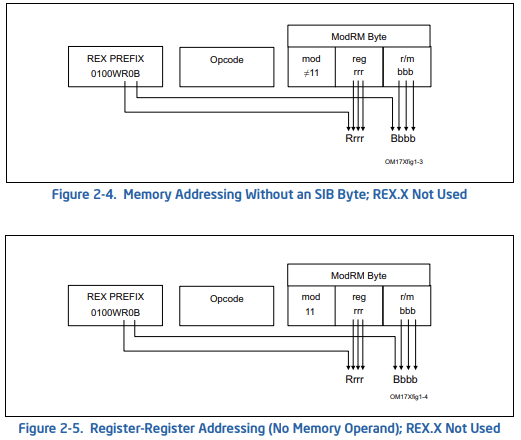 ModRM Byte
REX PREFIX
0100WR0B
Opcode
mod
≠11
reg
rrr
r/m
bbb
Rrrr
Bbbb
OM17Xfig1-3
Figure 2-4. Memory Addressing Without an SIB Byte; REX.X Not Used
ModRM Byte
REX PREFIX
0100WR0B
Opcode
mod
11
reg
rrr
r/m
bbb
Rrrr
Bbbb
OM17Xfig1-4
Figure 2-5. Register-Register Addressing (No Memory Operand); REX.X Not Used